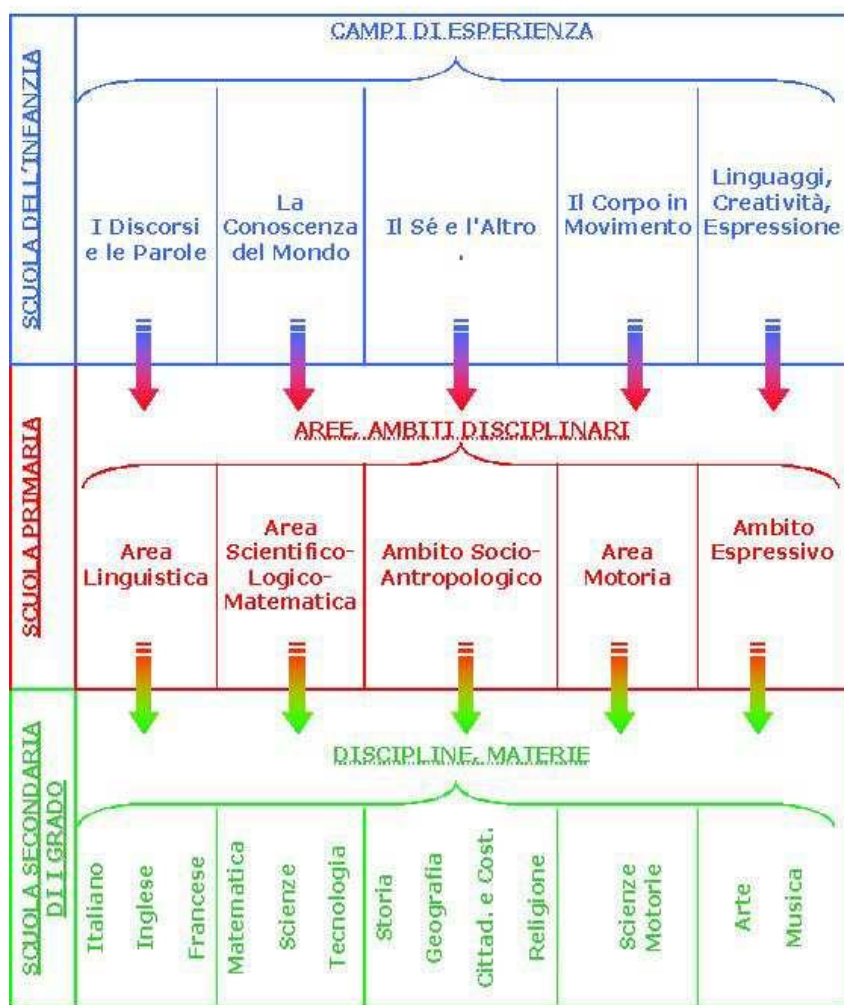 SCUOLA DELL'INFANZIA
CAMPI DI ESPERIENZA
I Discorsi
e le Parole
La
Conoscenza
del Mondo
Il Sé e l'Altro
.
Il Corpo in
Movimento
Linguaggi,
Creatività,
Espressione
SCUOLA PRIMARIA
AREE, AMBITI DISCIPLINARI
Area
Linguistica
Area
Scientifico-
Logico-
Matematica
Ambito Socio-
Antropologico
Area
Motoria
Ambito
Espressivo
SCUOLA SECONDARIA
DI I GRADO
DISCIPLINE, MATERIE
Italiano
Inglese
Francese
Matematica
Scienze
Tecnologia
Storia
Geografia
Cittad. e Cost.
Religione
Scienze
Motorie
Arte
Musica